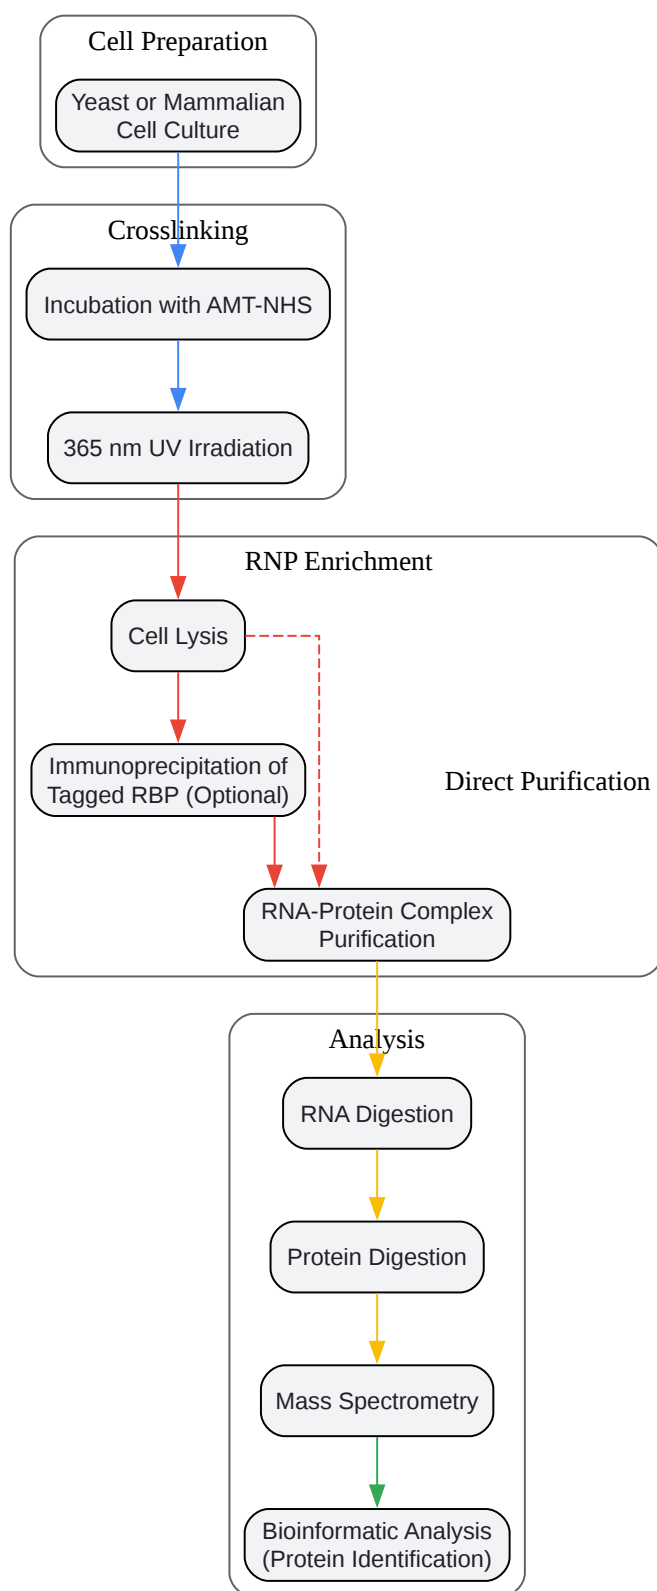 Cell Preparation
Yeast or Mammalian
Cell Culture
Crosslinking
Incubation with AMT-NHS
365 nm UV Irradiation
RNP Enrichment
Cell Lysis
Immunoprecipitation of
Tagged RBP (Optional)
Direct Purification
RNA-Protein Complex
Purification
Analysis
RNA Digestion
Protein Digestion
Mass Spectrometry
Bioinformatic Analysis
(Protein Identification)